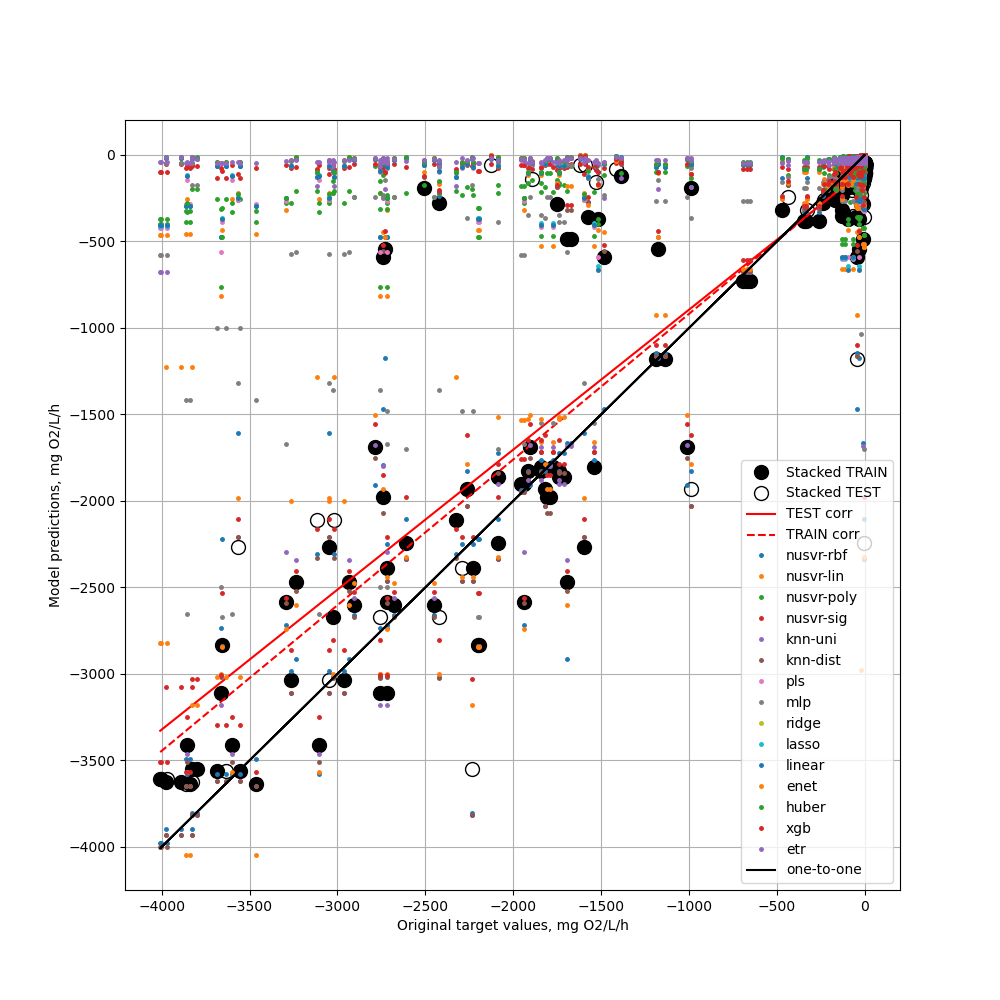 0
−500
−1000
−1500
−2000
−2500
−3000
−3500
−4000
Model predictions, mg O2/L/h
−4000 −3500 −3000 −2500 −2000 −1500 −1000 −500 0
Original target values, mg O2/L/h
Stacked TRAIN
Stacked TEST
TEST corr
TRAIN corr
nusvr-rbf
nusvr-lin
nusvr-poly
nusvr-sig
knn-uni
knn-dist
pls
mlp
ridge
lasso
linear
enet
huber
xgb
etr
one-to-one